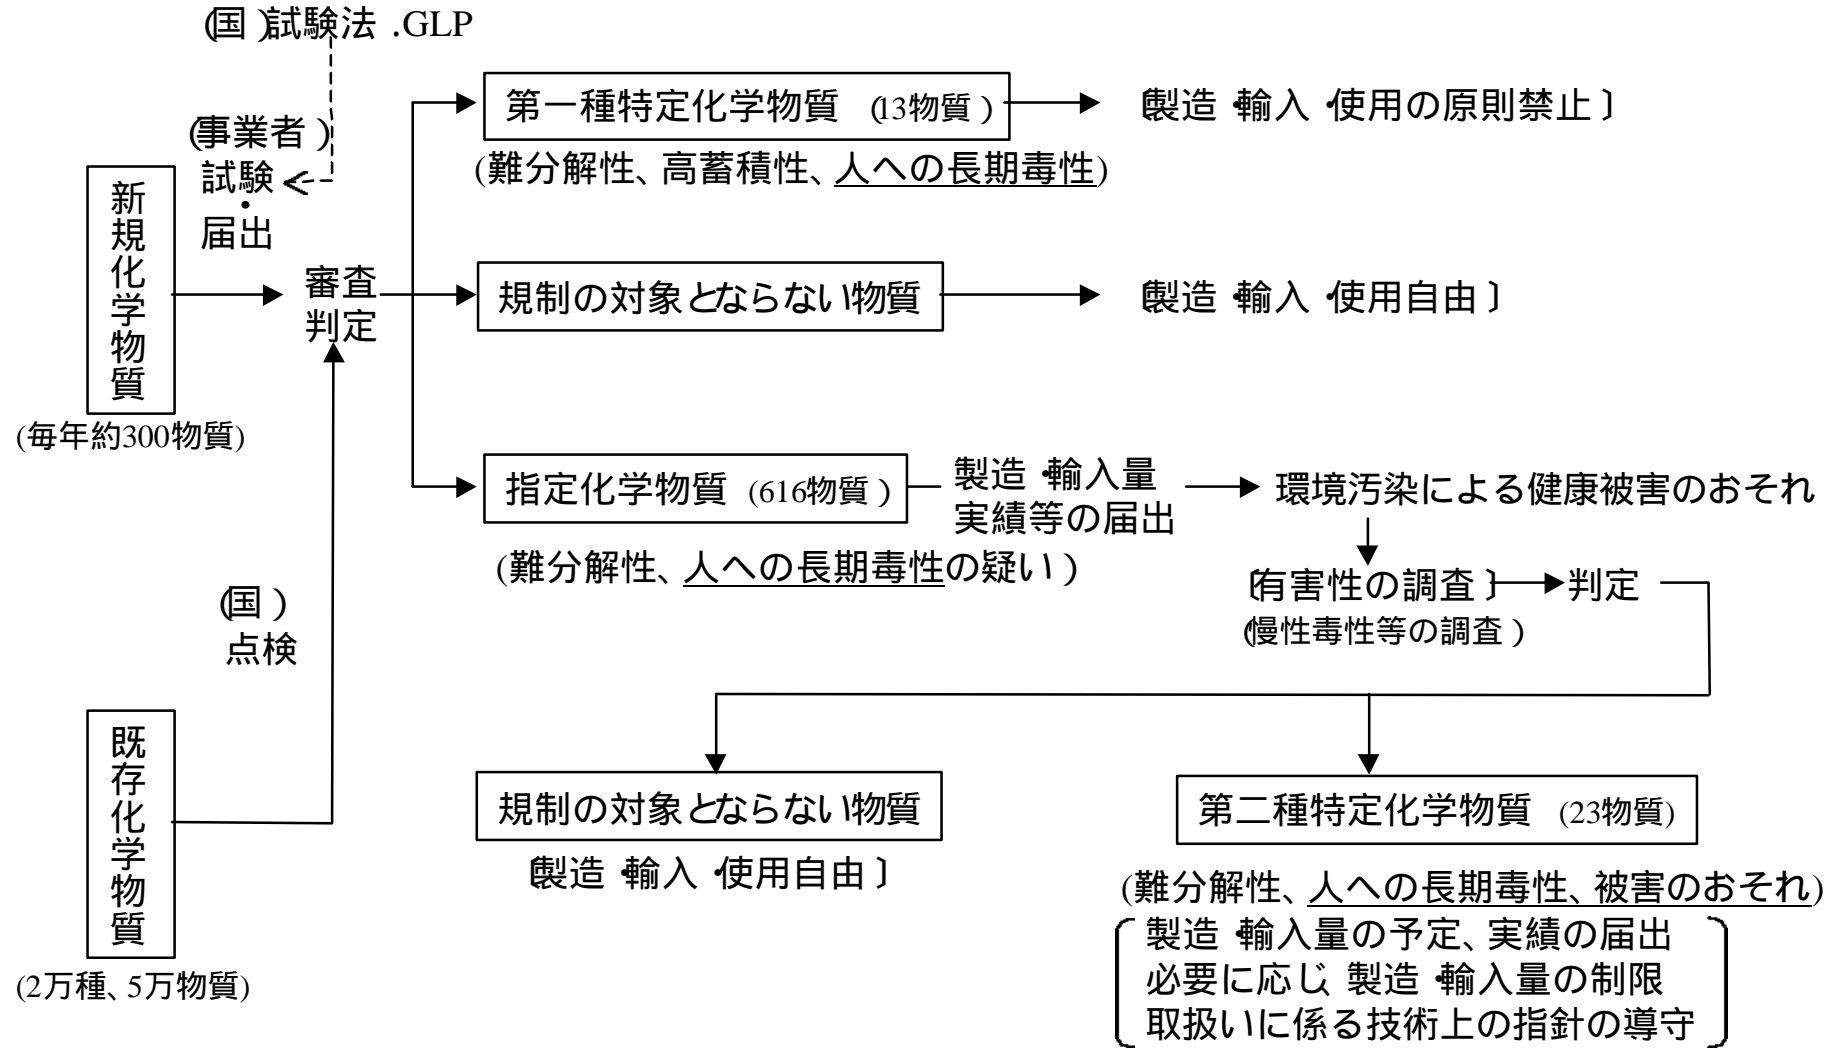 (国)試験法.GLP
第一種特定化学物質 (13物質)
〔製造・輸入・使用の原則禁止〕
(難分解性、高蓄積性、人への長期毒性)
(事業者)
試験
・
届出
新規化学物質
(毎年約300物質)
審査
判定
規制の対象とならない物質
〔製造・輸入・使用自由〕
指定化学物質 (616物質)
製造・輸入量
実績等の届出
環境汚染による健康被害のおそれ
(難分解性、人への長期毒性の疑い)
〔有害性の調査〕
判定
(慢性毒性等の調査)
(国)
点検
既存化学物質
(2万種、5万物質)
規制の対象とならない物質
〔製造・輸入・使用自由〕
第二種特定化学物質 (23物質)
(難分解性、人への長期毒性、被害のおそれ)
製造・輸入量の予定、実績の届出
必要に応じ、製造・輸入量の制限
取扱いに係る技術上の指針の遵守